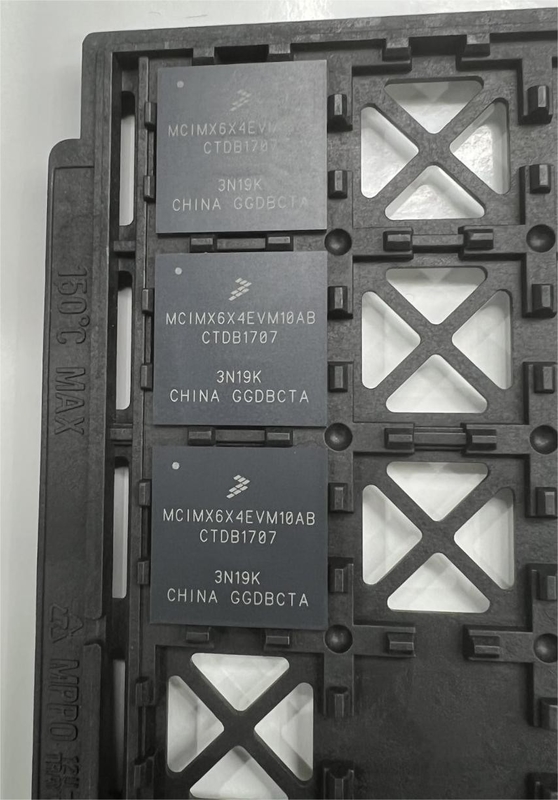 MCIMX6X4EVM
CTDB1707
3N19K
CHINA GGDBCTA
MCIMX6X4EVM10AB
CTDB1707
3N19K
CHINA GGDBCTA
MCIMX6X4EVM10AB
CTDB1707
3N19K
CHINA GGDBCTA
150°C MAX
MPPO